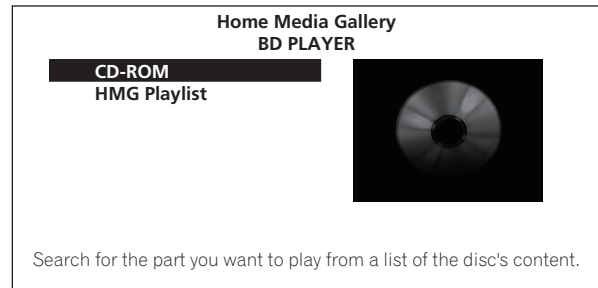 Home Media Gallery
BD PLAYER
CD-ROM
HMG Playlist
Search for the part you want to play from a list of the disc's content.